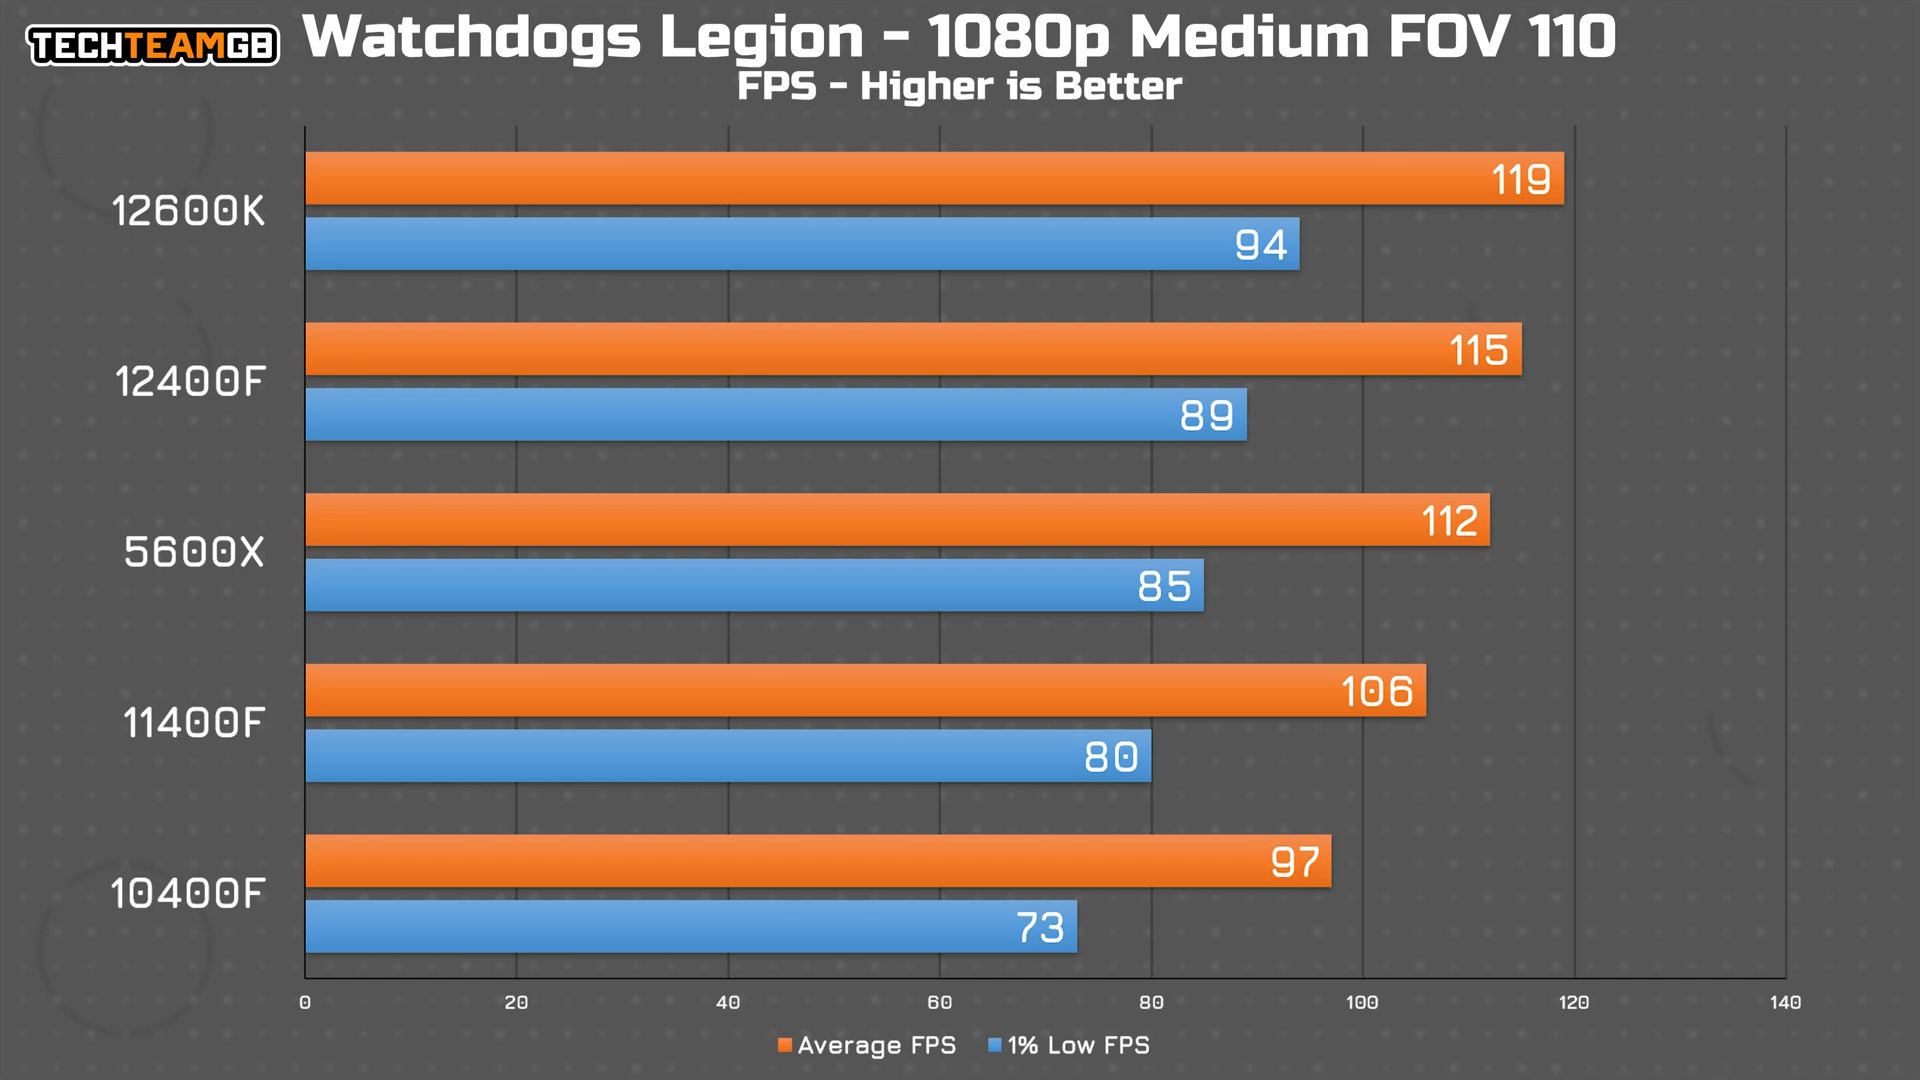 TECHTEAMGB
Watchdogs Legion - 1080p Medium FOV 110
FPS - Higher is Better
12600K
119
94
12400F
115
89
5600X
112
85
11400F
106
80
10400F
97
73
0 20 40 60 80 100 120 140
Average FPS 1% Low FPS